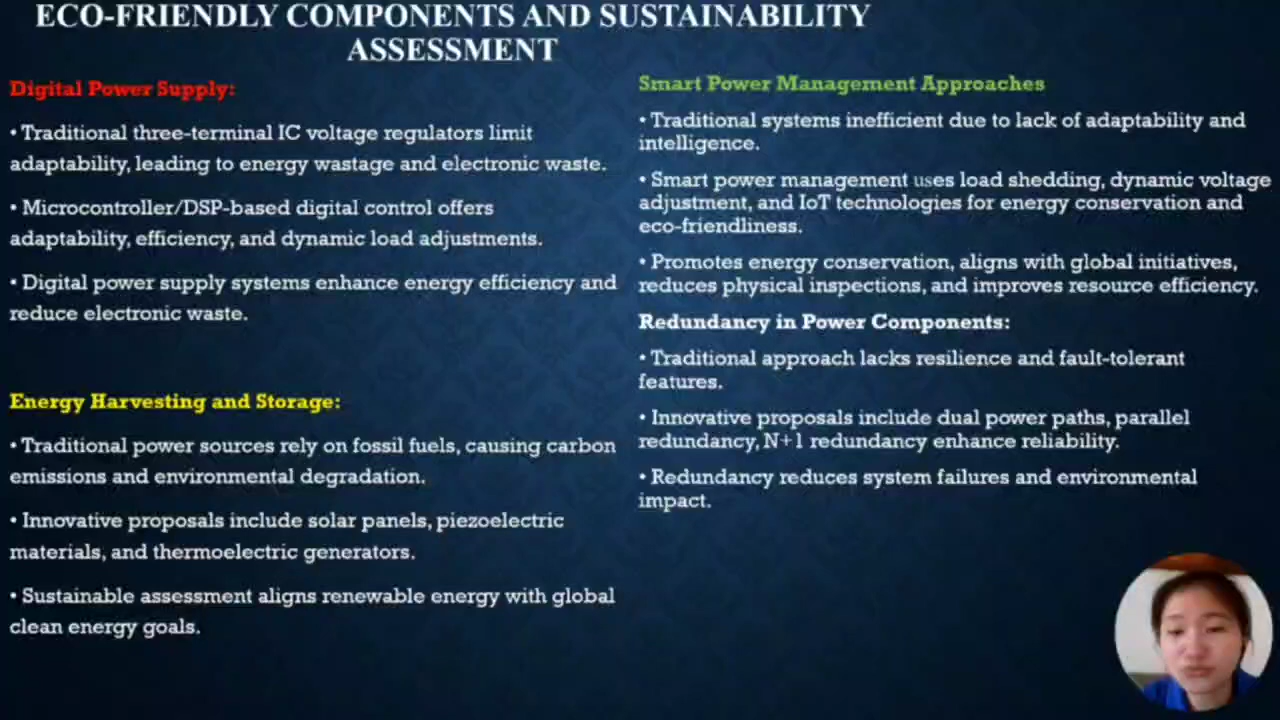 ECO-FRIENDLY COMPONENTS AND SUSTAINABILITY
ASSESSMENT
Digital Power Supply:
• Traditional three-terminal IC voltage regulators limit
adaptability, leading to energy wastage and electronic waste.
• Microcontroller/DSP-based digital control offers
adaptability, efficiency, and dynamic load adjustments.
• Digital power supply systems enhance energy efficiency and
reduce electronic waste.
Energy Harvesting and Storage:
• Traditional power sources rely on fossil fuels, causing carbon
emissions and environmental degradation.
• Innovative proposals include solar panels, piezoelectric
materials, and thermoelectric generators.
• Sustainable assessment aligns renewable energy with global
clean energy goals.
Smart Power Management Approaches
• Traditional systems inefficient due to lack of adaptability and
intelligence.
• Smart power management uses load shedding, dynamic voltage
adjustment, and IoT technologies for energy conservation and
eco-friendliness.
• Promotes energy conservation, aligns with global initiatives,
reduces physical inspections, and improves resource efficiency.
Redundancy in Power Components:
• Traditional approach lacks resilience and fault-tolerant
features.
• Innovative proposals include dual power paths, parallel
redundancy, N+1 redundancy enhance reliability.
• Redundancy reduces system failures and environmental
impact.